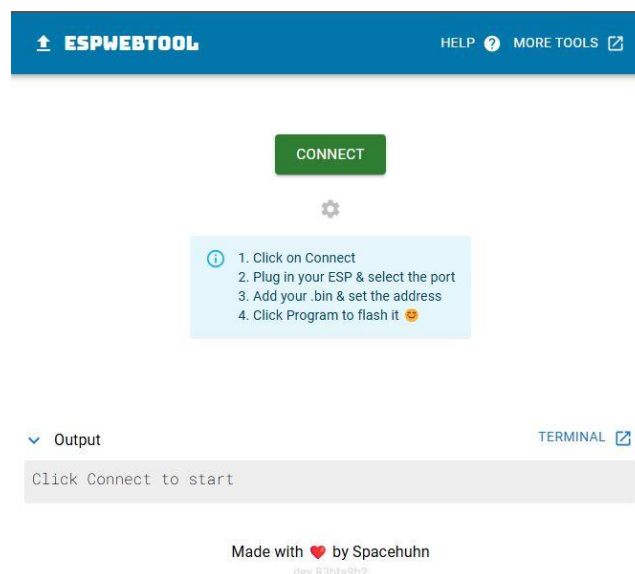 ESPWEBTOOL
HELP MORE TOOLS
CONNECT
1. Click on Connect
2. Plug in your ESP & select the port
3. Add your .bin & set the address
4. Click Program to flash it 😊
Output
TERMINAL
Click Connect to start
Made with ❤️ by Spacehuhn
dev 83bfa9b2